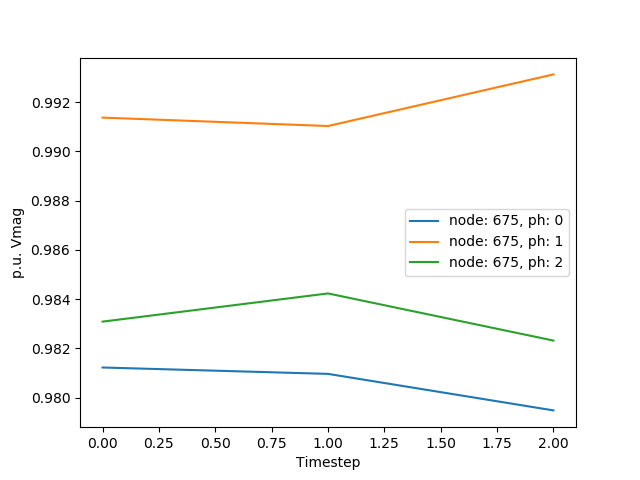 0.992
0.990
0.988
0.986
0.984
0.982
0.980
p.u. Vmag
node: 675, ph: 0
node: 675, ph: 1
node: 675, ph: 2
0.00 0.25 0.50 0.75 1.00 1.25 1.50 1.75 2.00
Timestep